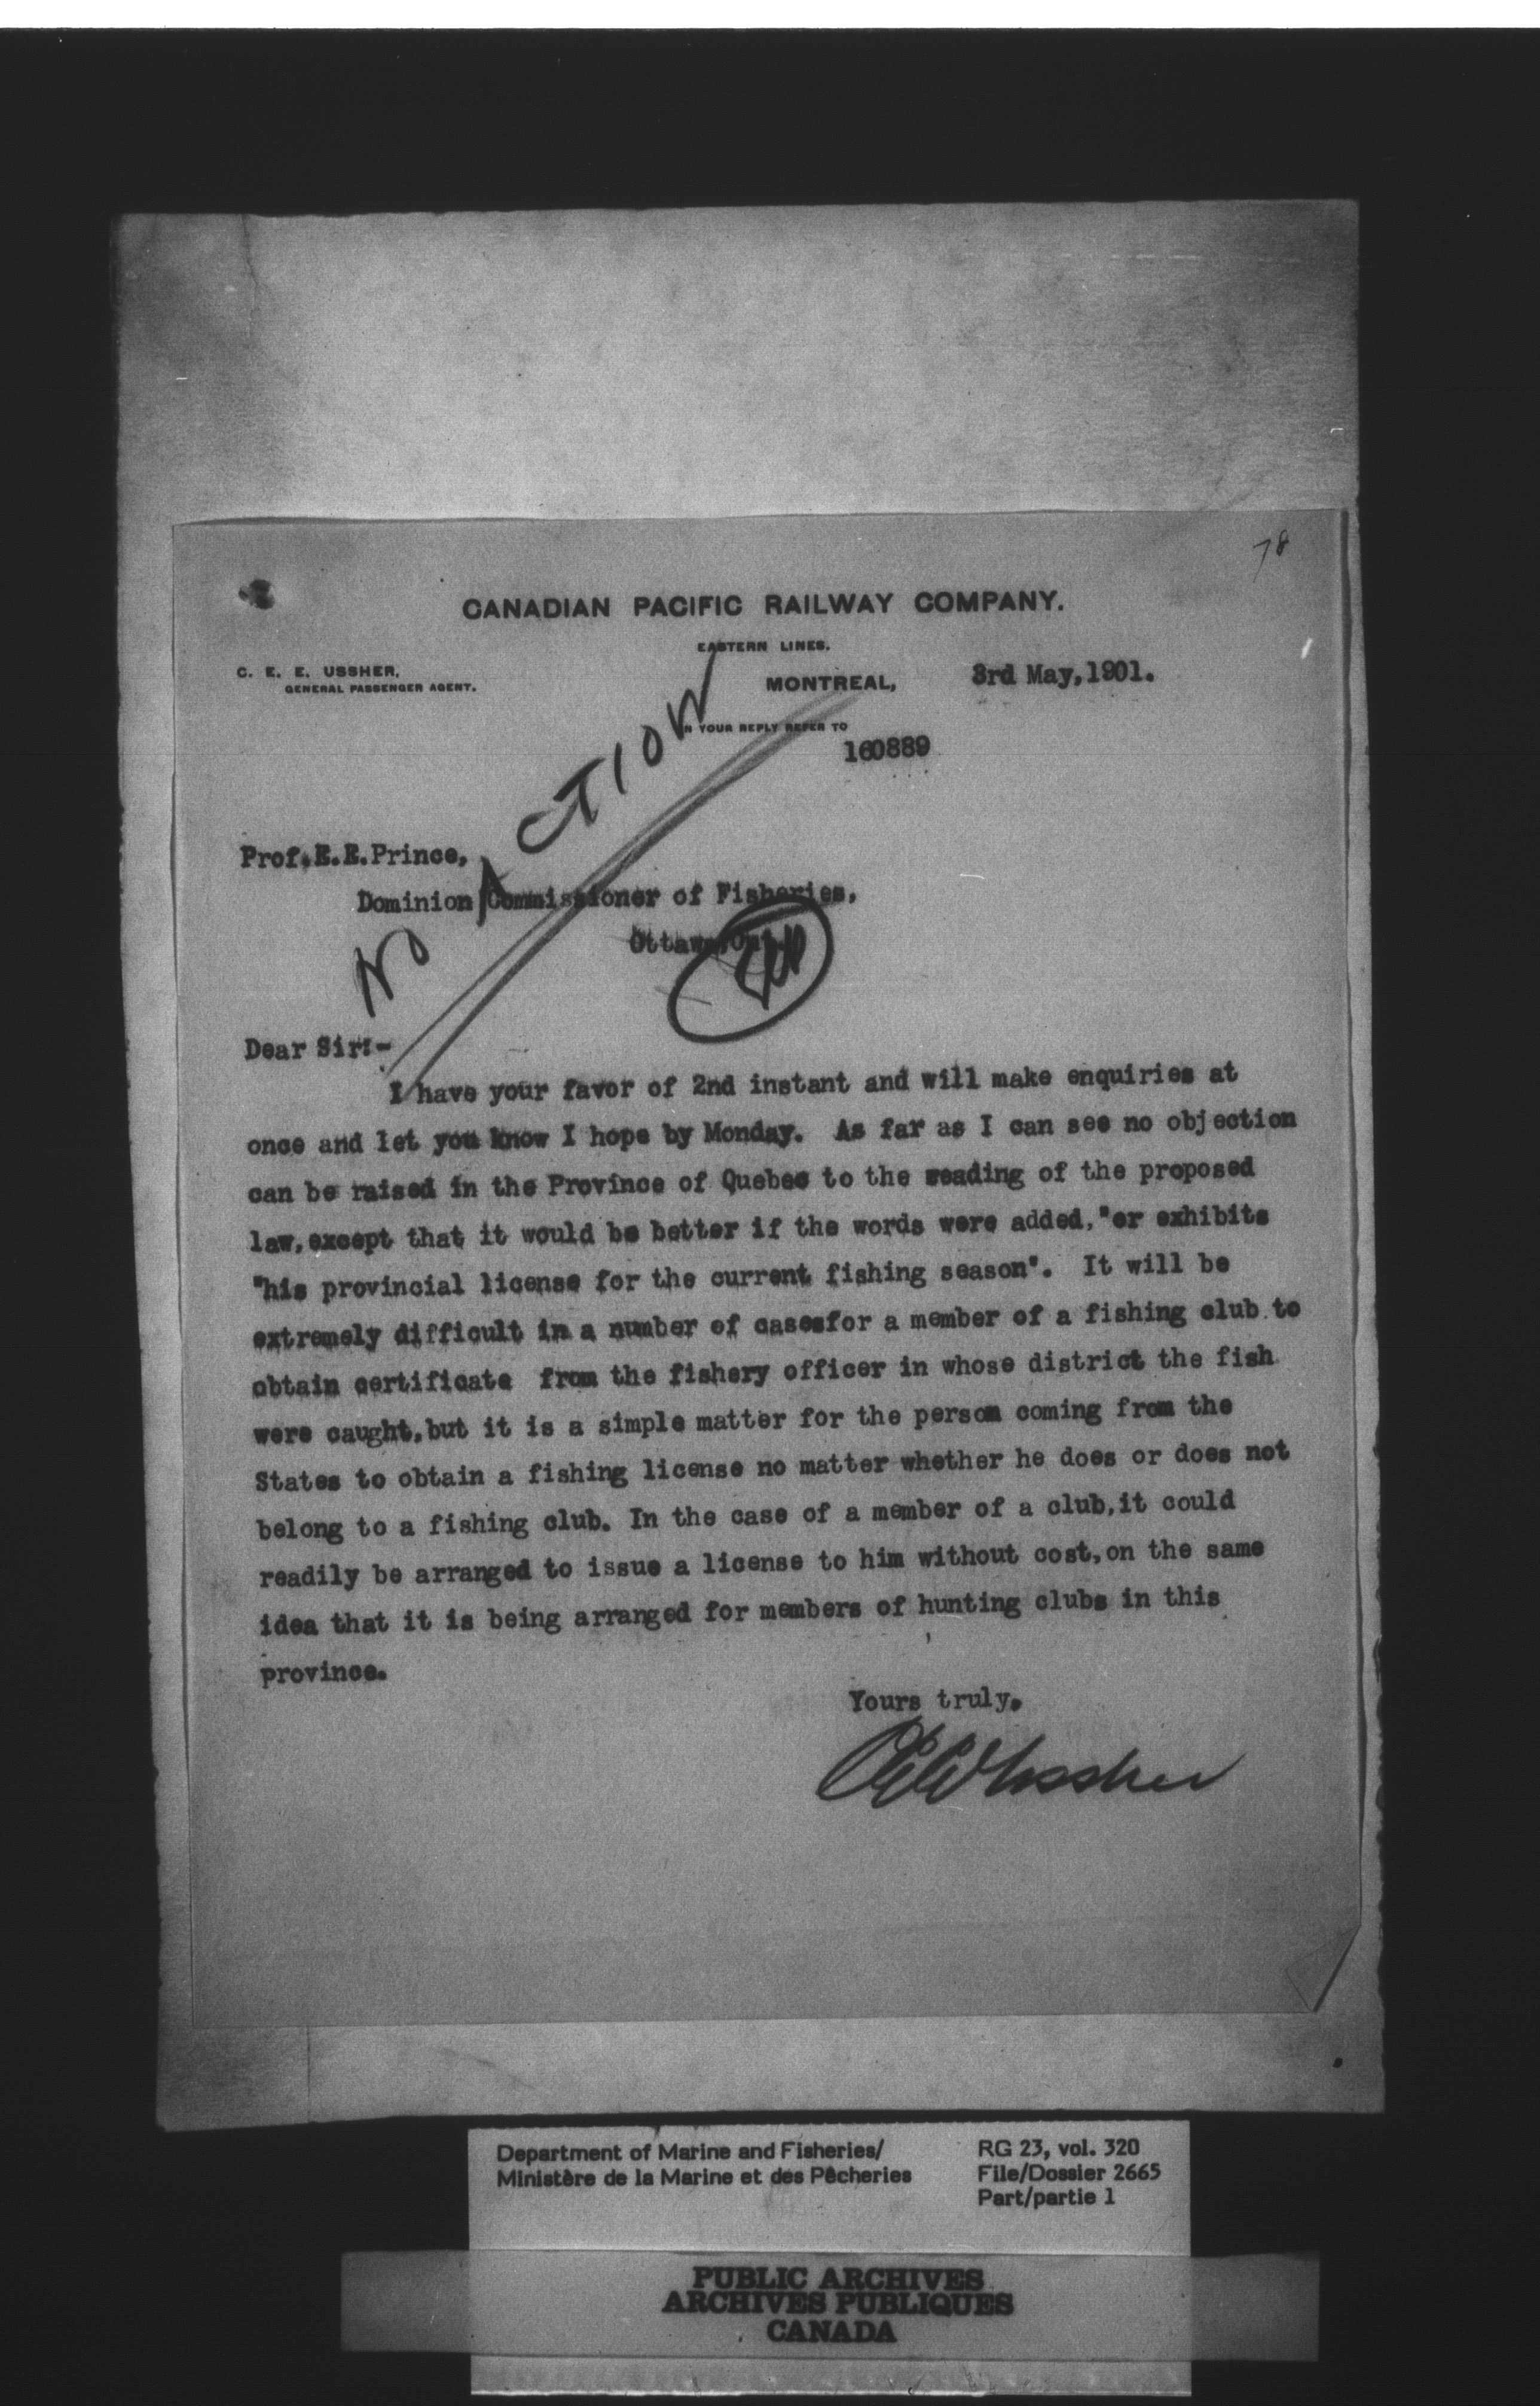 78
CANADIAN PACIFIC RAILWAY COMPANY.
EASTERN LINES.
C. E. E. USSHER,
GENERAL PASSENGER AGENT.
MONTREAL, 3rd May,1901.
IN YOUR REPLY REFER TO
160889
NO ACTION
Prof.E.E.Prince,
Dominion Commissioner of Fisheries,
Ottawa,Ont.
Dear Sir:-
I have your favor of 2nd instant and will make enquiries at
once and let you know I hope by Monday. As far as I can see no objection
can be raised in the Province of Quebec to the reading of the proposed
law,except that it would be better if the words were added,"or exhibits
"his provincial license for the current fishing season". It will be
extremely difficult in a number of casesfor a member of a fishing club to
obtain certificate from the fishery officer in whose district the fish
were caught,but it is a simple matter for the person coming from the
States to obtain a fishing license no matter whether he does or does not
belong to a fishing club. In the case of a member of a club,it could
readily be arranged to issue a license to him without cost,on the same
idea that it is being arranged for members of hunting clubs in this
province.
Yours truly.
CEEUssher
Department of Marine and Fisheries/
Ministère de la Marine et des Pêcheries
RG 23, vol. 320
File/Dossier 2665
Part/partie 1
PUBLIC ARCHIVES
ARCHIVES PUBLIQUES
CANADA